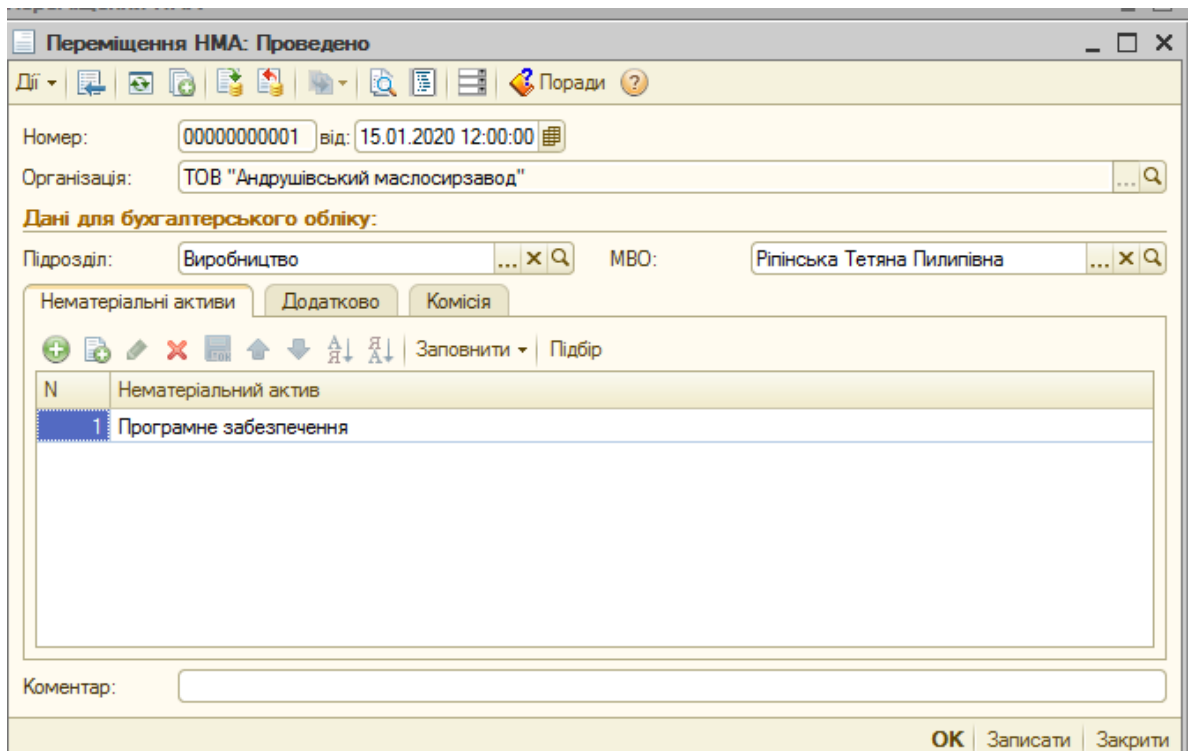 Переміщення НМА: Проведено
Дії Поради
Номер: 00000000001 від: 15.01.2020 12:00:00
Організація: ТОВ "Андрушівський маслосирзавод" ...
Дані для бухгалтерського обліку:
Підрозділ: Виробництво ... МВО: Ріпінська Тетяна Пилипівна ...
Нематеріальні активи Додатково Комісія
Заповнити Підбір
N Нематеріальний актив
1 Програмне забезпечення
Коментар:
OK Записати Закрити